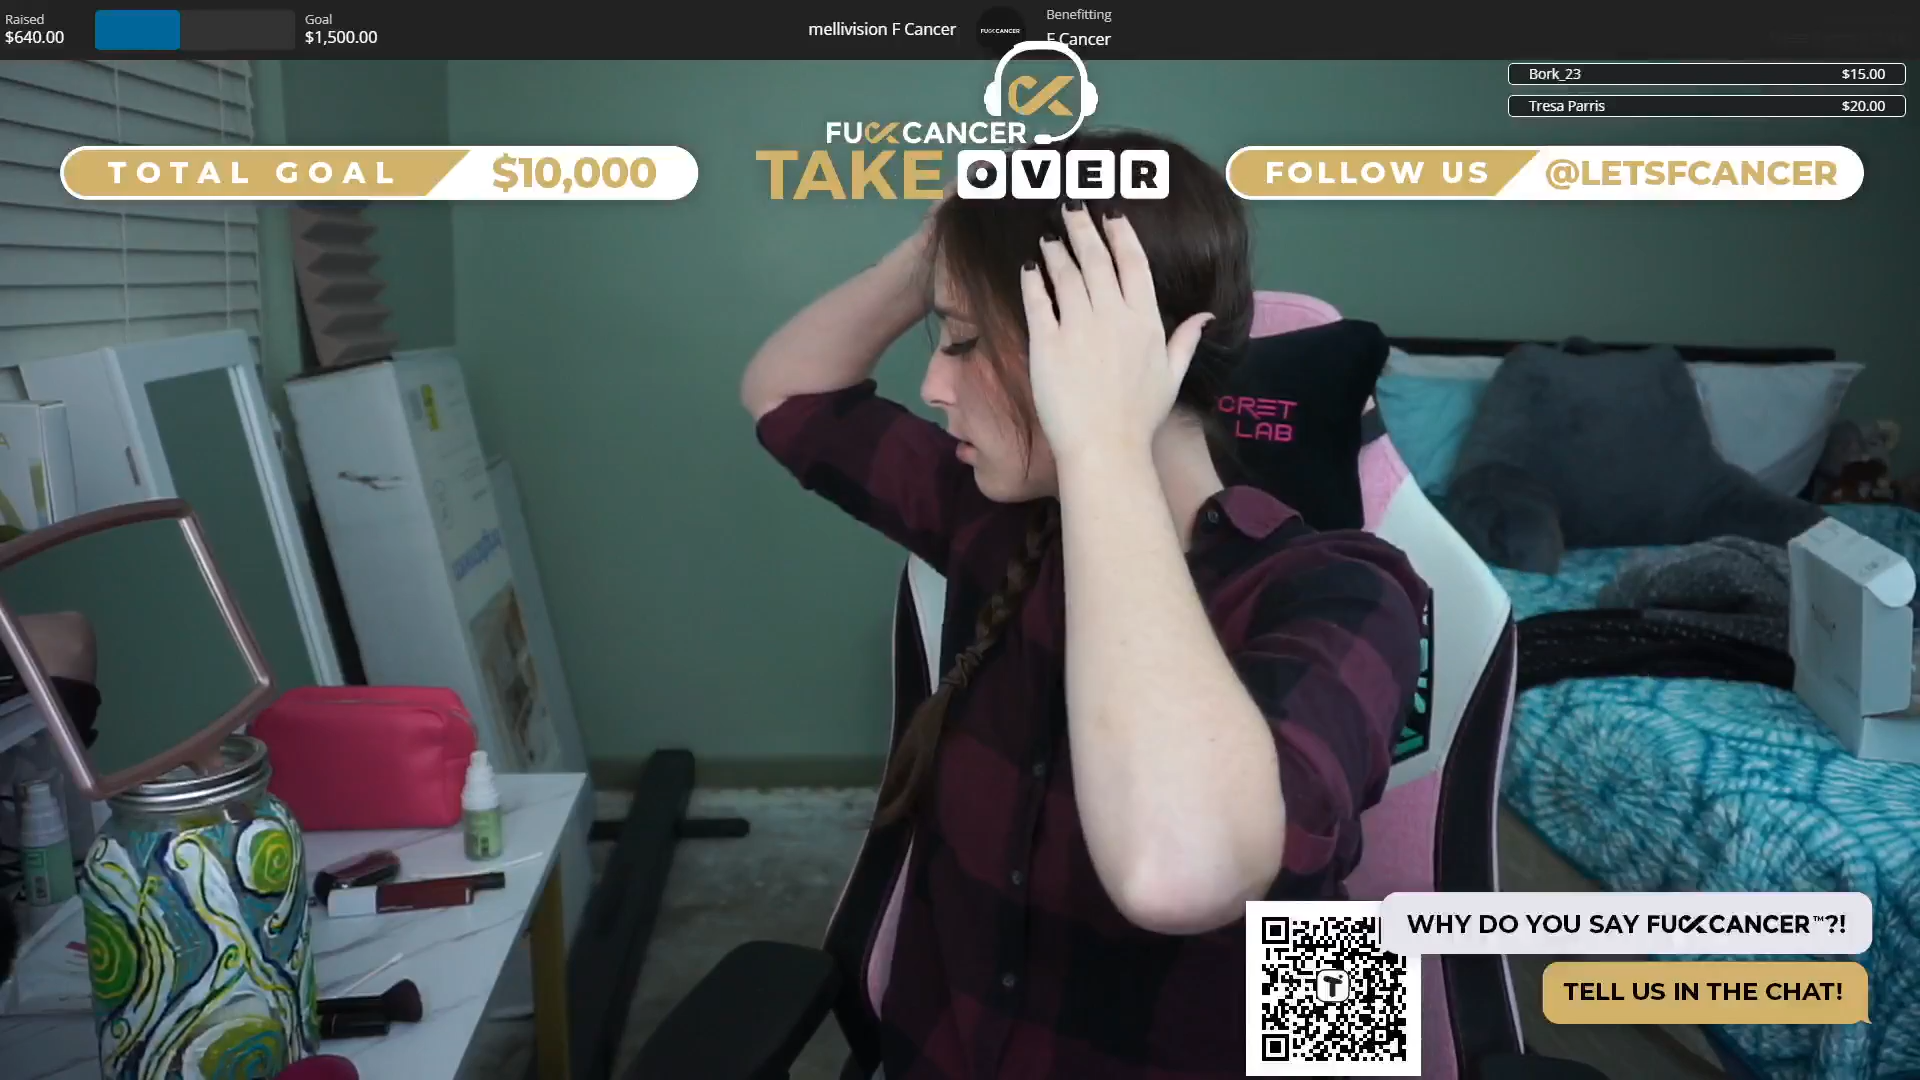 Raised
$640.00
Goal
$1,500.00
mellivision F Cancer
FUCKCANCER
Benefitting
F Cancer
Bork_23 $15.00
Tresa Parris $20.00
FUCKCANCER
TAKEOVER
TOTAL GOAL $10,000
FOLLOW US @LETSFCANCER
CRET
LAB
WHY DO YOU SAY FUCKCANCER™?!
TELL US IN THE CHAT!